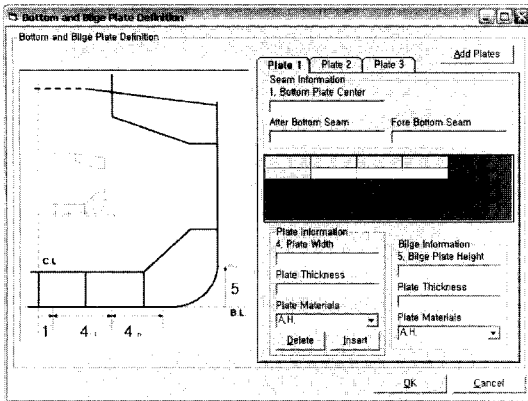 Bottom and Bilge Plate Definition
Bottom and Bilge Plate Definition
Add Plates
Plate 1 Plate 2 Plate 3
Seam Information
1, Bottom Plate Center
After Bottom Seam Fore Bottom Seam
C.L
5
B.L
1 4 4
Plate Information
4, Plate Width
Plate Thickness
Plate Materials
A,H,
Delete Insert
Bilge Information
5, Bilge Plate Height
Plate Thickness
Plate Materials
A,H,
OK Cancel